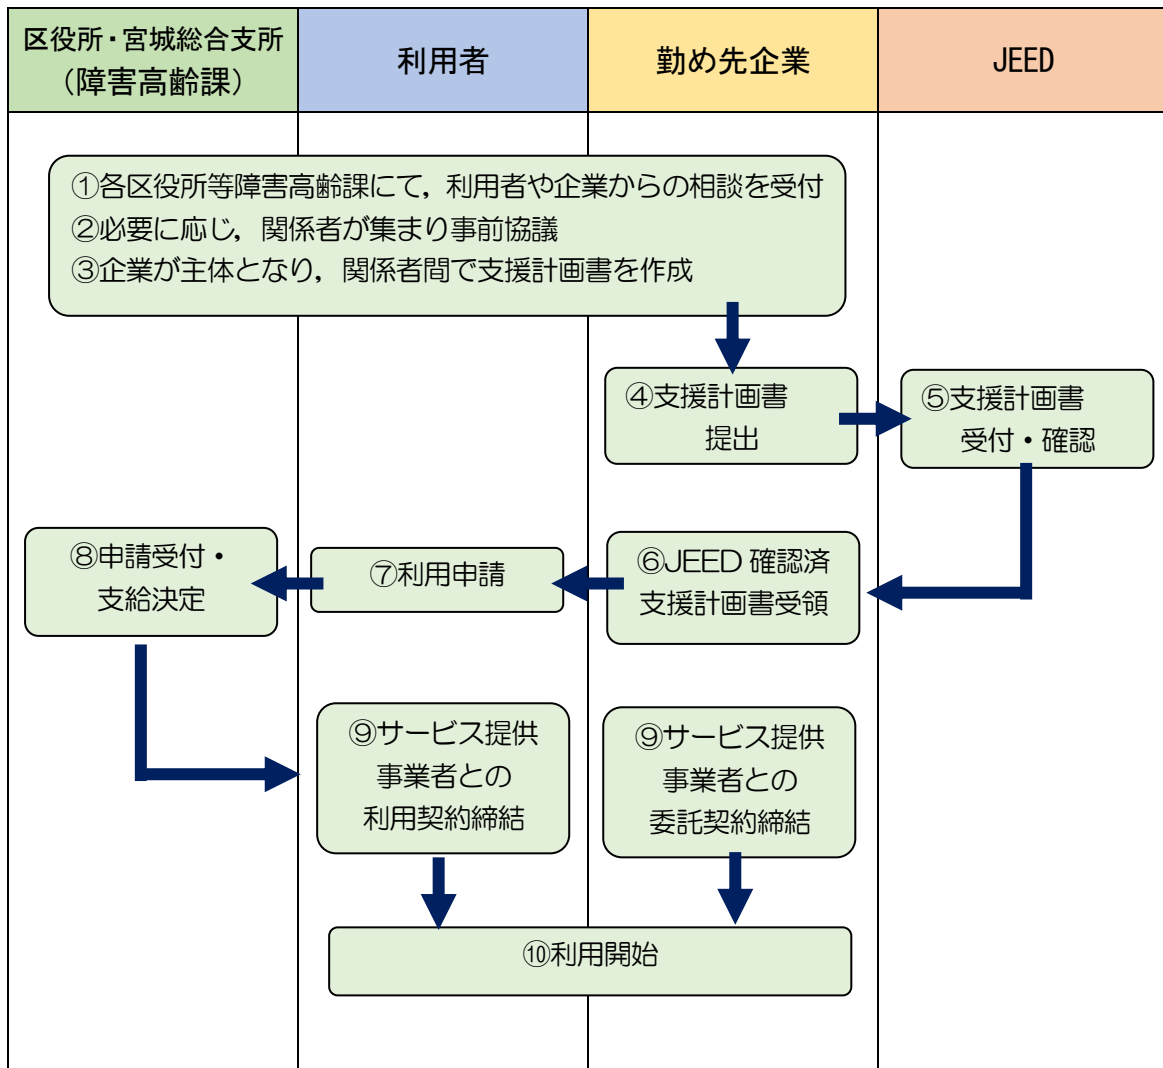 区役所・宮城総合支所
（障害高齢課）
利用者
勤め先企業
JEED
①各区役所等障害高齢課にて，利用者や企業からの相談を受付
②必要に応じ，関係者が集まり事前協議
③企業が主体となり，関係者間で支援計画書を作成
④支援計画書
提出
⑤支援計画書
受付・確認
⑥JEED 確認済
支援計画書受領
⑦利用申請
⑧申請受付・
支給決定
⑨サービス提供
事業者との
利用契約締結
⑨サービス提供
事業者との
委託契約締結
⑩利用開始